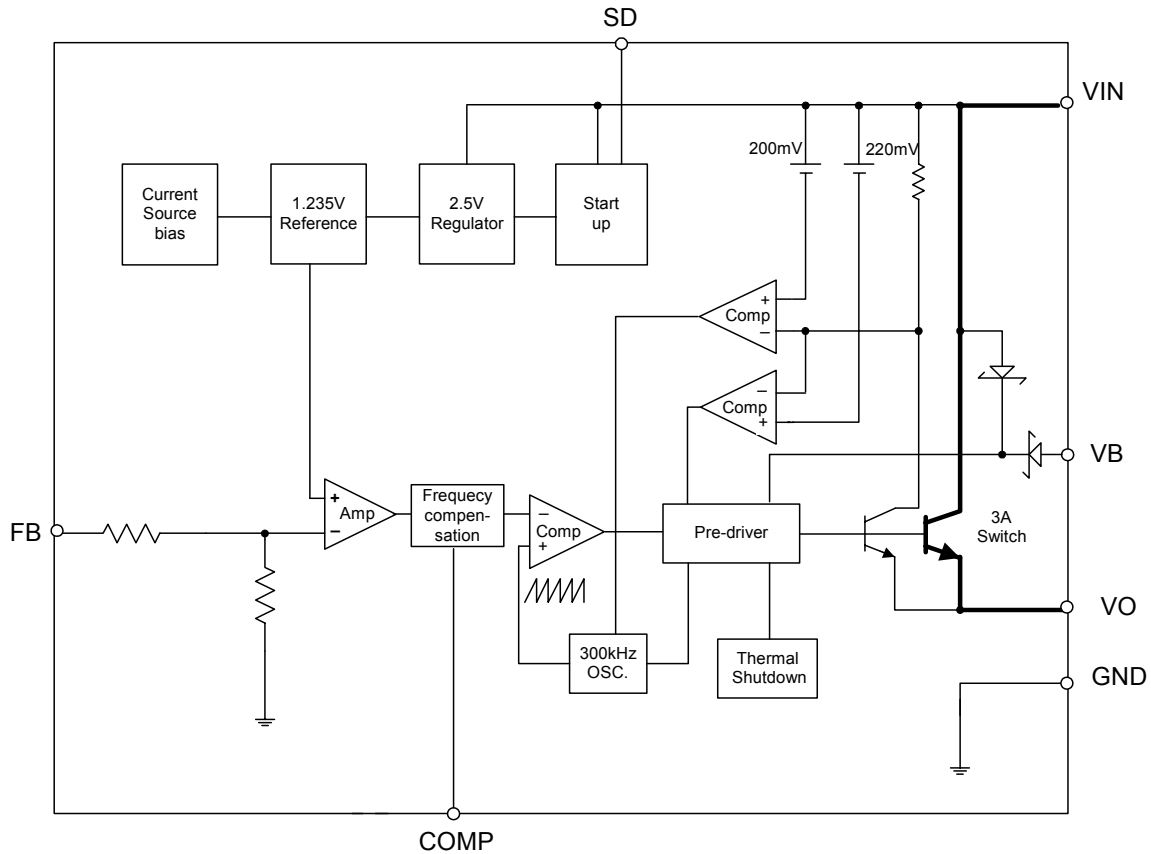 SD
VIN
200mV
220mV
Current
Source
bias
1.235V
Reference
2.5V
Regulator
Start
up
+
Comp
−
−
Comp
+
VB
FB
+
Amp
−
Frequecy
compen-
sation
−
Comp
+
Pre-driver
3A
Switch
VO
300kHz
OSC.
Thermal
Shutdown
GND
COMP